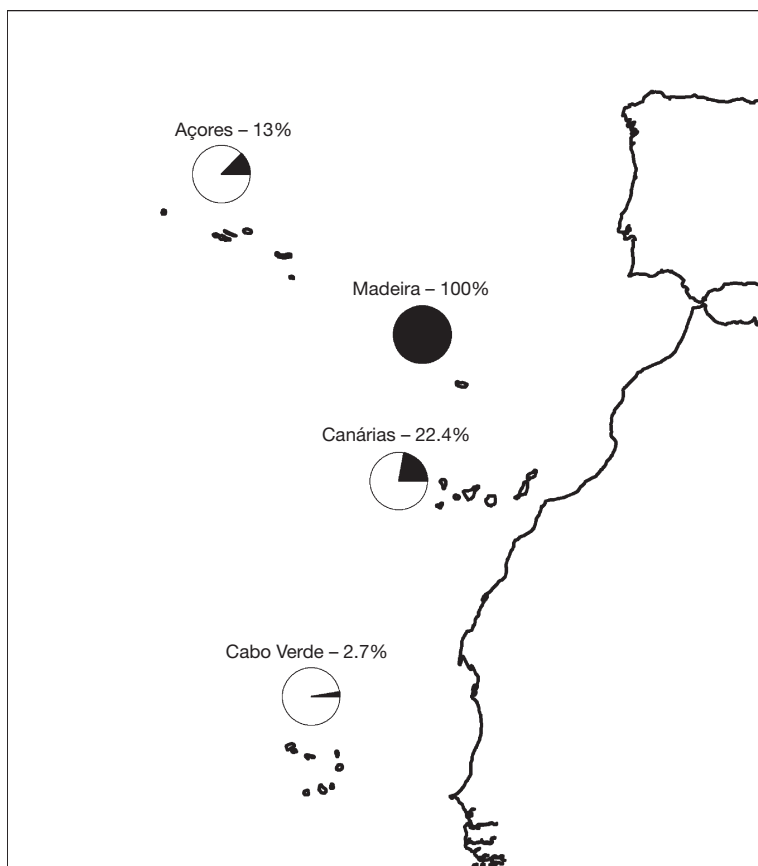 Açores – 13%
Madeira – 100%
Canárias – 22.4%
Cabo Verde – 2.7%